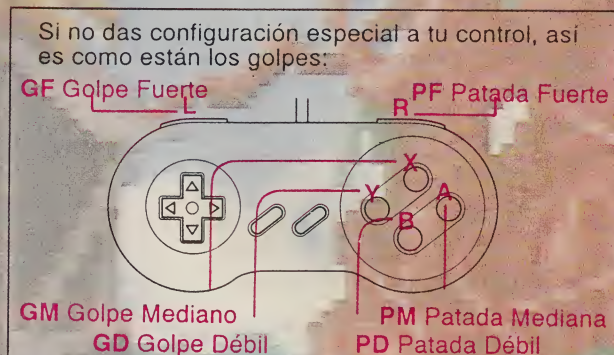 Si no das configuración especial a tu control, así
es como están los golpes:
GF Golpe Fuerte
PF Patada Fuerte
L
R
X
Y
A
B
GM Golpe Mediano
PM Patada Mediana
GD Golpe Débil
PD Patada Débil